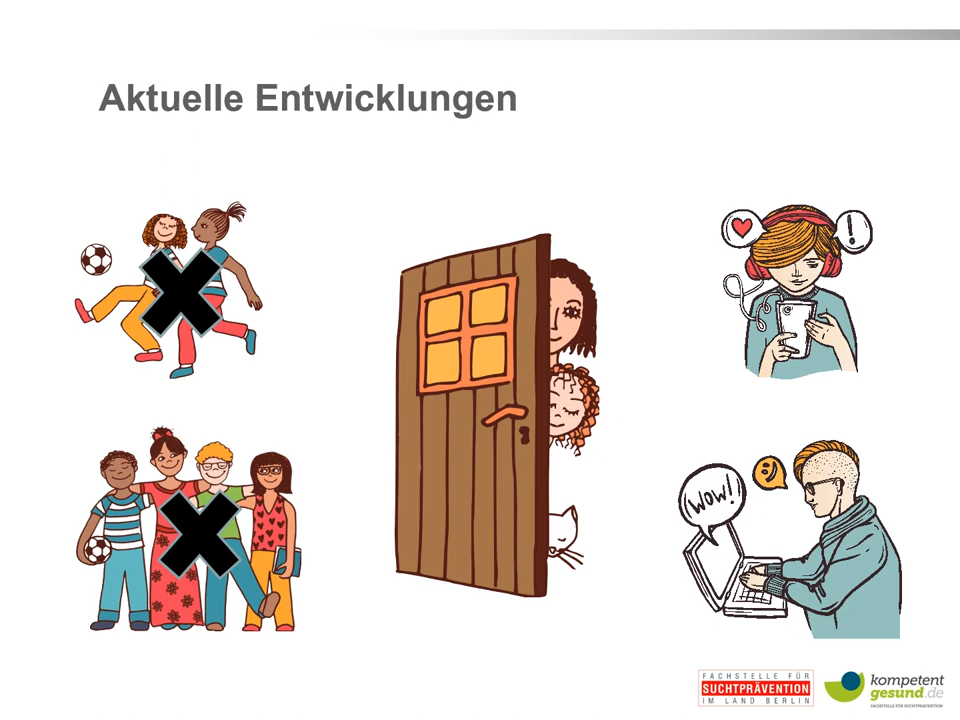 Aktuelle Entwicklungen
!
WOW!
FACHSTELLE FÜR
SUCHTPRÄVENTION
IM LAND BERLIN
kompetent
gesund.de
FACHSTELLE FÜR SUCHTPRÄVENTION